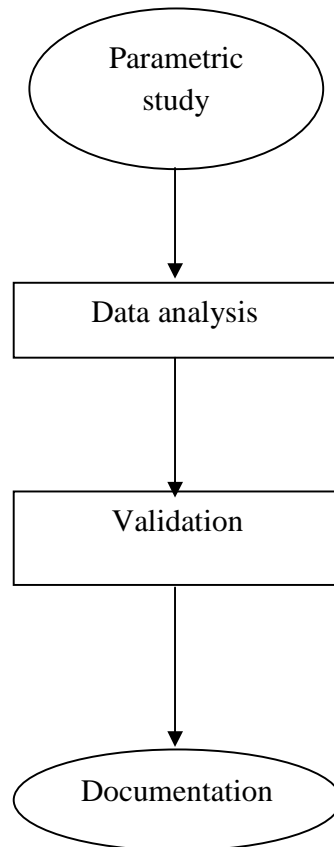 Parametric
study
Data analysis
Validation
Documentation